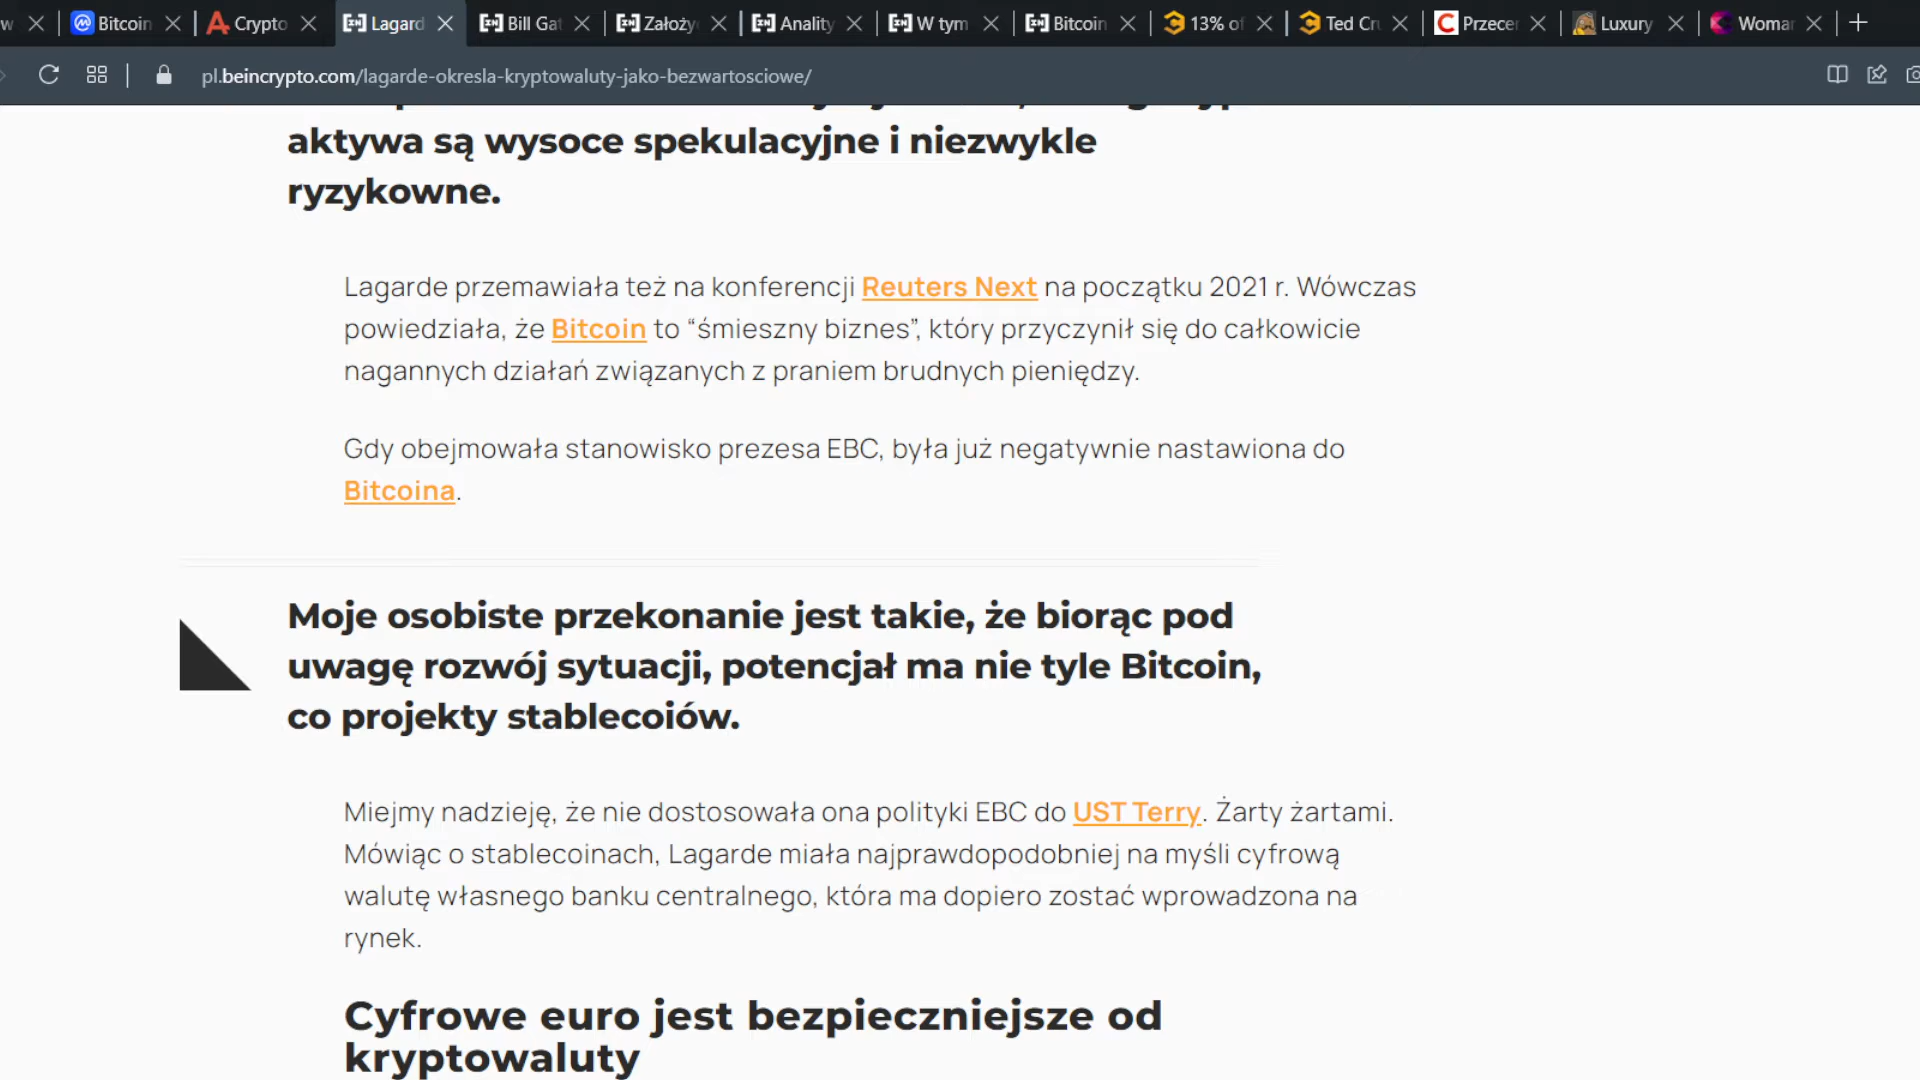 w
Bitcoin
Crypto
Lagard
Bill Gat
Założy
Anality
W tym
Bitcoin
13% of
Ted Cru
Przecen
Luxury
Woman
pl.beincrypto.com/lagarde-okresla-kryptowaluty-jako-bezwartosciowe/
aktywa są wysoce spekulacyjne i niezwykle
ryzykowne.
Lagarde przemawiała też na konferencji Reuters Next na początku 2021 r. Wówczas
powiedziała, że Bitcoin to “śmieszny biznes”, który przyczynił się do całkowicie
nagannych działań związanych z praniem brudnych pieniędzy.
Gdy obejmowała stanowisko prezesa EBC, była już negatywnie nastawiona do
Bitcoina.
Moje osobiste przekonanie jest takie, że biorąc pod
uwagę rozwój sytuacji, potencjał ma nie tyle Bitcoin,
co projekty stablecoiów.
Miejmy nadzieję, że nie dostosowała ona polityki EBC do UST Terry. Żarty żartami.
Mówiąc o stablecoinach, Lagarde miała najprawdopodobniej na myśli cyfrową
walutę własnego banku centralnego, która ma dopiero zostać wprowadzona na
rynek.
Cyfrowe euro jest bezpieczniejsze od
kryptowaluty